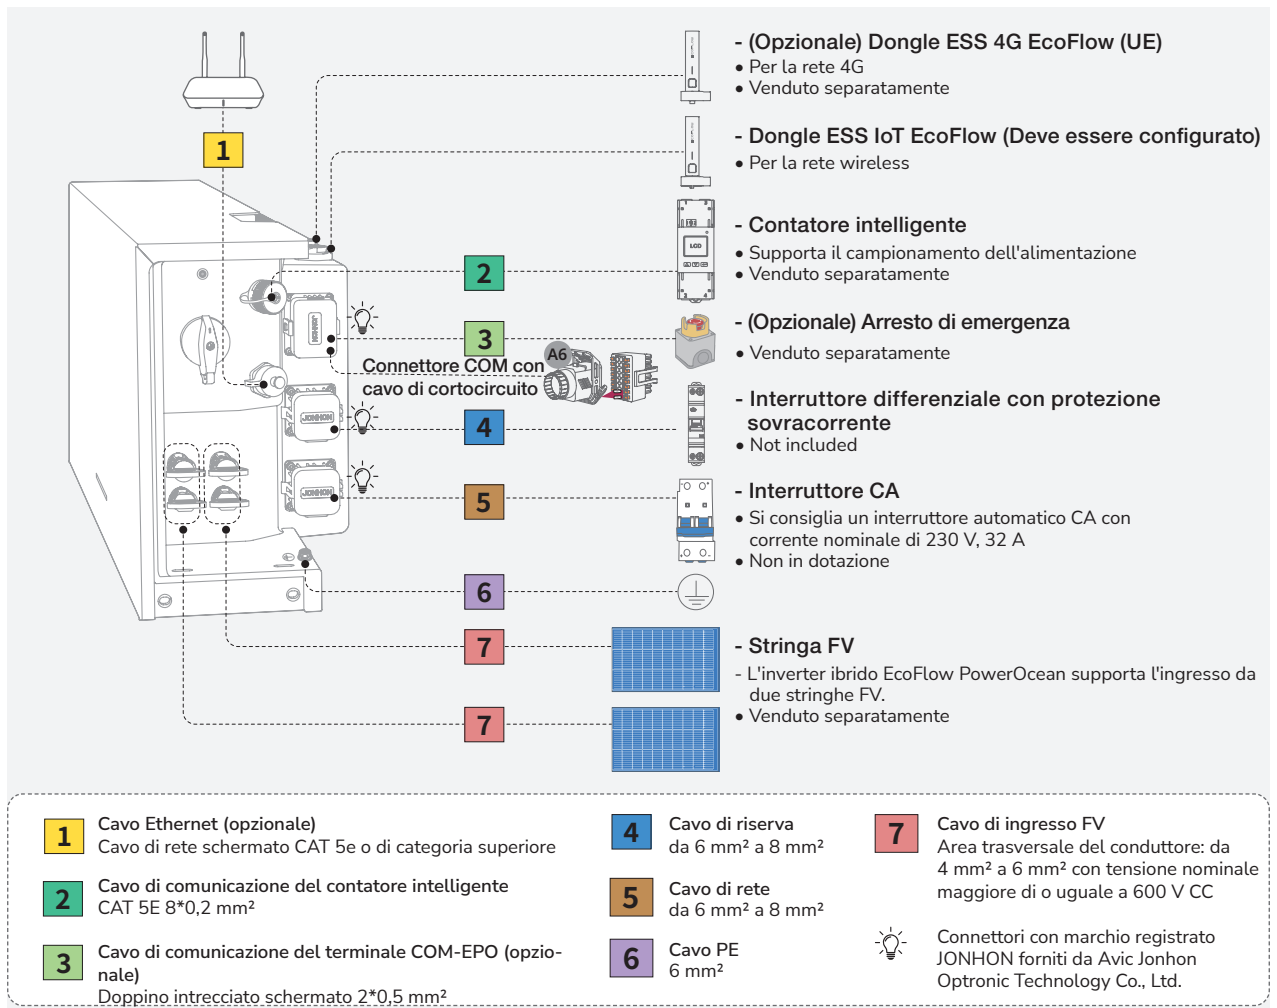 - (Opzionale) Dongle ESS 4G EcoFlow (UE)
• Per la rete 4G
• Venduto separatamente
1
- Dongle ESS IoT EcoFlow (Deve essere configurato)
• Per la rete wireless
LCD
- Contatore intelligente
• Supporta il campionamento dell'alimentazione
• Venduto separatamente
2
JONHON
3
- (Opzionale) Arresto di emergenza
• Venduto separatamente
Connettore COM con
cavo di cortocircuito
A6
JONHON
4
- Interruttore differenziale con protezione
sovracorrente
• Not included
JONHON
5
- Interruttore CA
• Si consiglia un interruttore automatico CA con
corrente nominale di 230 V, 32 A
• Non in dotazione
6
7
- Stringa FV
- L'inverter ibrido EcoFlow PowerOcean supporta l'ingresso da
due stringhe FV.
• Venduto separatamente
7
1
Cavo Ethernet (opzionale)
Cavo di rete schermato CAT 5e o di categoria superiore
2
Cavo di comunicazione del contatore intelligente
CAT 5E 8*0,2 mm²
3
Cavo di comunicazione del terminale COM-EPO (opzio-
nale)
Doppino intrecciato schermato 2*0,5 mm²
4
Cavo di riserva
da 6 mm² a 8 mm²
5
Cavo di rete
da 6 mm² a 8 mm²
6
Cavo PE
6 mm²
7
Cavo di ingresso FV
Area trasversale del conduttore: da
4 mm² a 6 mm² con tensione nominale
maggiore di o uguale a 600 V CC
Connettori con marchio registrato
JONHON forniti da Avic Jonhon
Optronic Technology Co., Ltd.